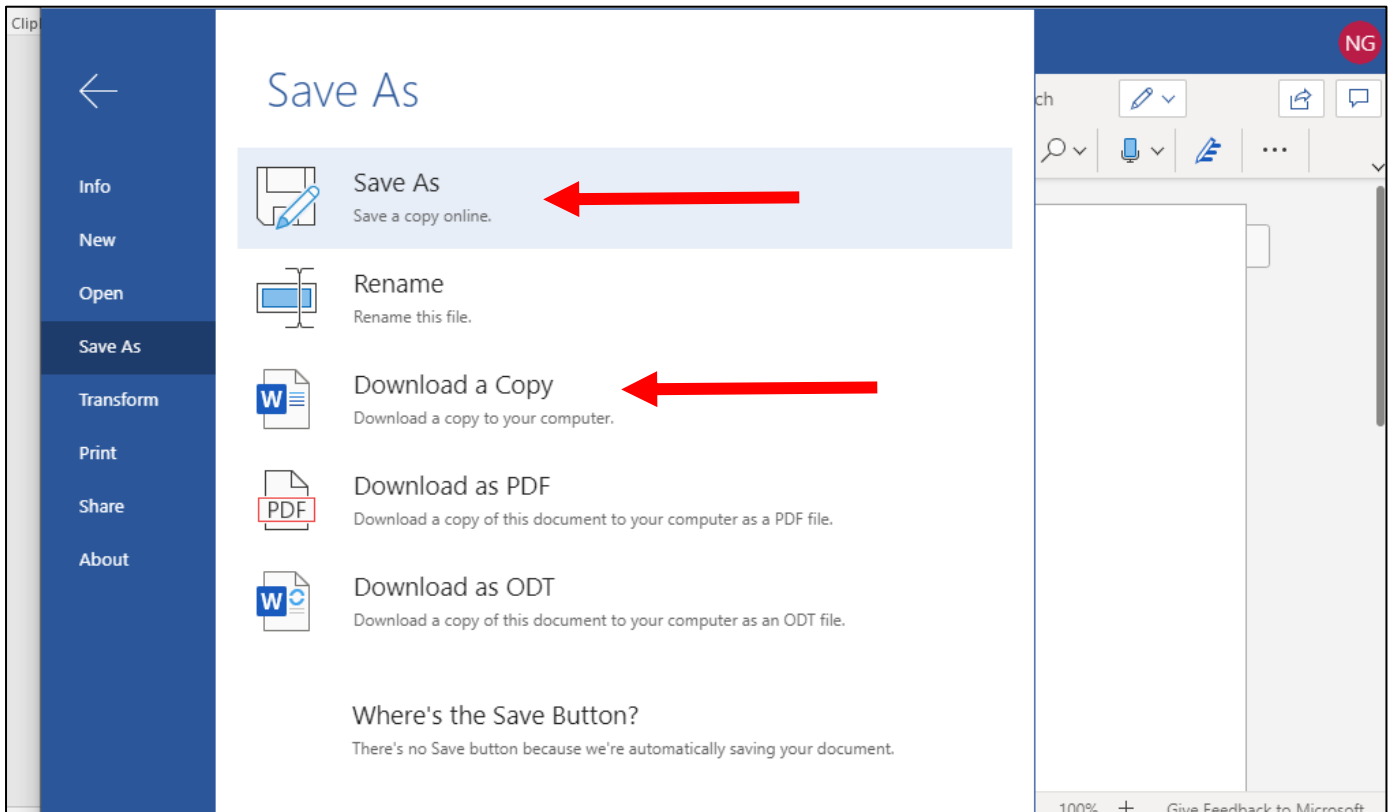 Clip
NG
Save As
ch
Info
New
Open
Save As
Transform
Print
Share
About
Save As
Save a copy online.
Rename
Rename this file.
W
Download a Copy
Download a copy to your computer.
PDF
Download as PDF
Download a copy of this document to your computer as a PDF file.
W
Download as ODT
Download a copy of this document to your computer as an ODT file.
Where's the Save Button?
There's no Save button because we're automatically saving your document.
100% + Give Feedback to Microsoft